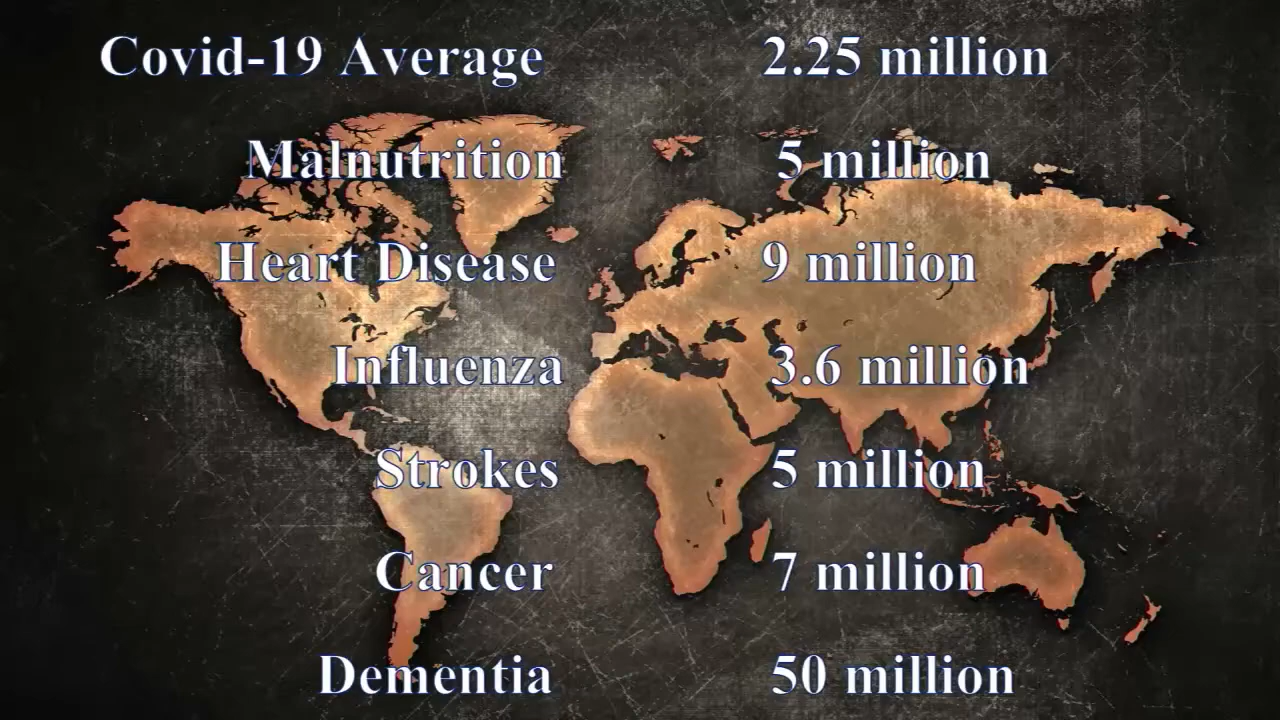 Covid-19 Average 2.25 million
Malnutrition 5 million
Heart Disease 9 million
Influenza 3.6 million
Strokes 5 million
Cancer 7 million
Dementia 50 million